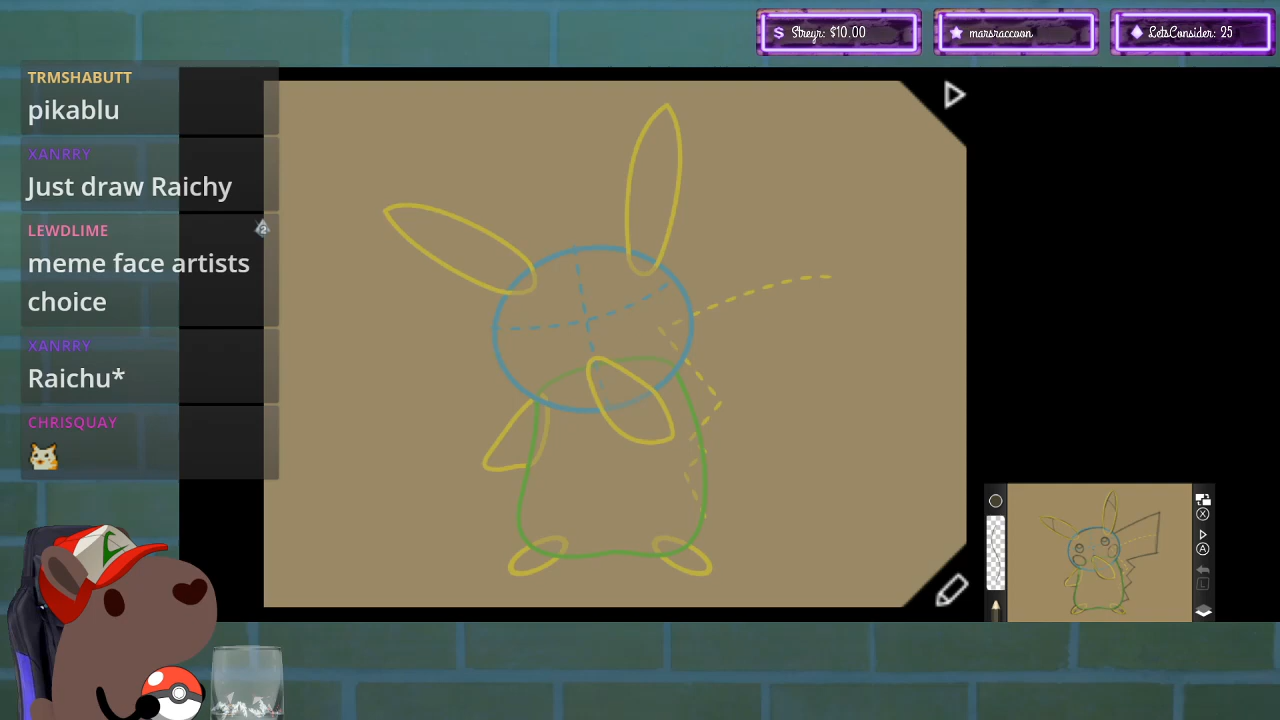 Streyr: $10.00
marsraccoon
LetsConsider: 25
TRMSHABUTT
pikablu
XANRRY
Just draw Raichy
LEWDLIME
2
meme face artists
choice
XANRRY
Raichu*
CHRISQUAY
A